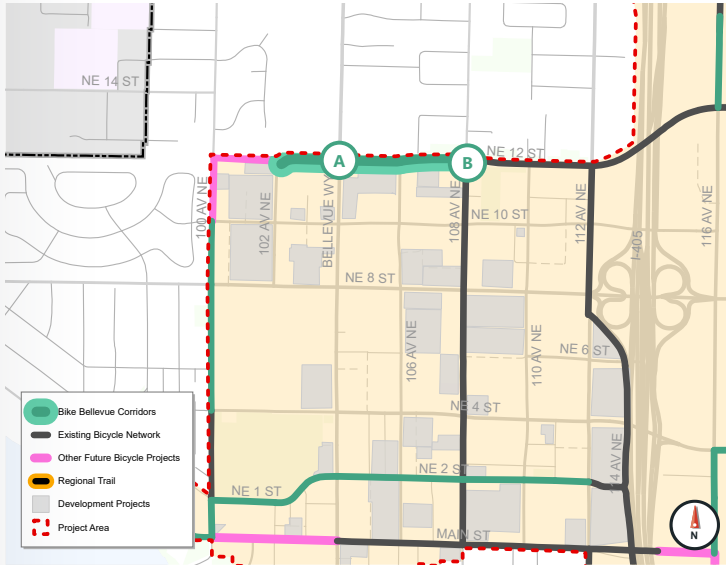 NE 14 ST
A
B
NE 12 ST
100 AV NE
102 AV NE
BELLEVUE WY
108 AV NE
NE 10 ST
112 AV NE
I-405
116 AV NE
NE 8 ST
106 AV NE
110 AV NE
NE 6 ST
NE 4 ST
Bike Bellevue Corridors
Existing Bicycle Network
Other Future Bicycle Projects
Regional Trail
Development Projects
Project Area
NE 2 ST
114 AV NE
NE 1 ST
MAIN ST
N